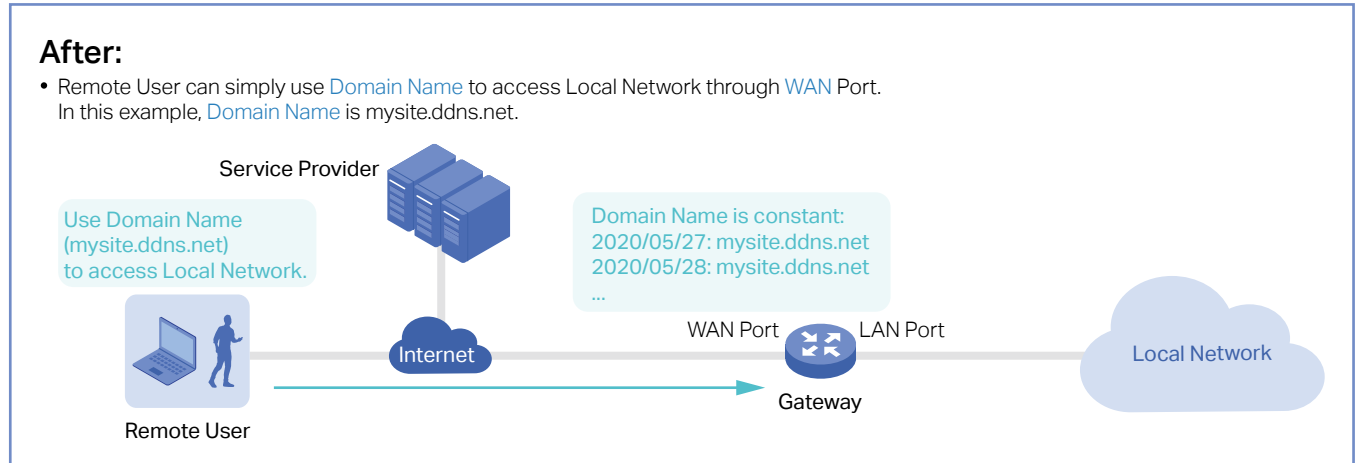 After:
• Remote User can simply use Domain Name to access Local Network through WAN Port.
In this example, Domain Name is mysite.ddns.net.
Service Provider
Use Domain Name
(mysite.ddns.net)
to access Local Network.
Domain Name is constant:
2020/05/27: mysite.ddns.net
2020/05/28: mysite.ddns.net
...
WAN Port
LAN Port
Internet
Local Network
Gateway
Remote User